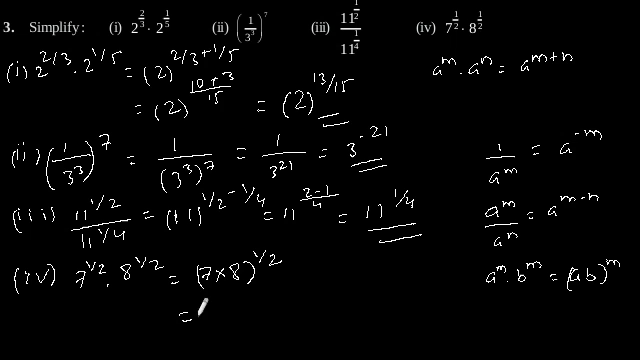 3. Simplify: (i) 2^{2/3} · 2^{1/5} (ii) (1/3^3)^7 (iii) 11^{1/2} / 11^{1/4} (iv) 7^{1/2} · 8^{1/2}
(i) 2^{2/3} · 2^{1/5} = (2)^{2/3+1/5} a^m · a^n = a^{m+n}
= (2)^{(10+3)/15} = (2)^{13/15}
(ii) (1/3^3)^7 = 1/(3^3)^7 = 1/3^{21} = 3^{-21} 1/a^m = a^{-m}
(iii) 11^{1/2}/11^{1/4} = (11)^{1/2-1/4} = 11^{(2-1)/4} = 11^{1/4} a^m/a^n = a^{m-n}
(iv) 7^{1/2} · 8^{1/2} = (7×8)^{1/2} a^m · b^m = (ab)^m
=